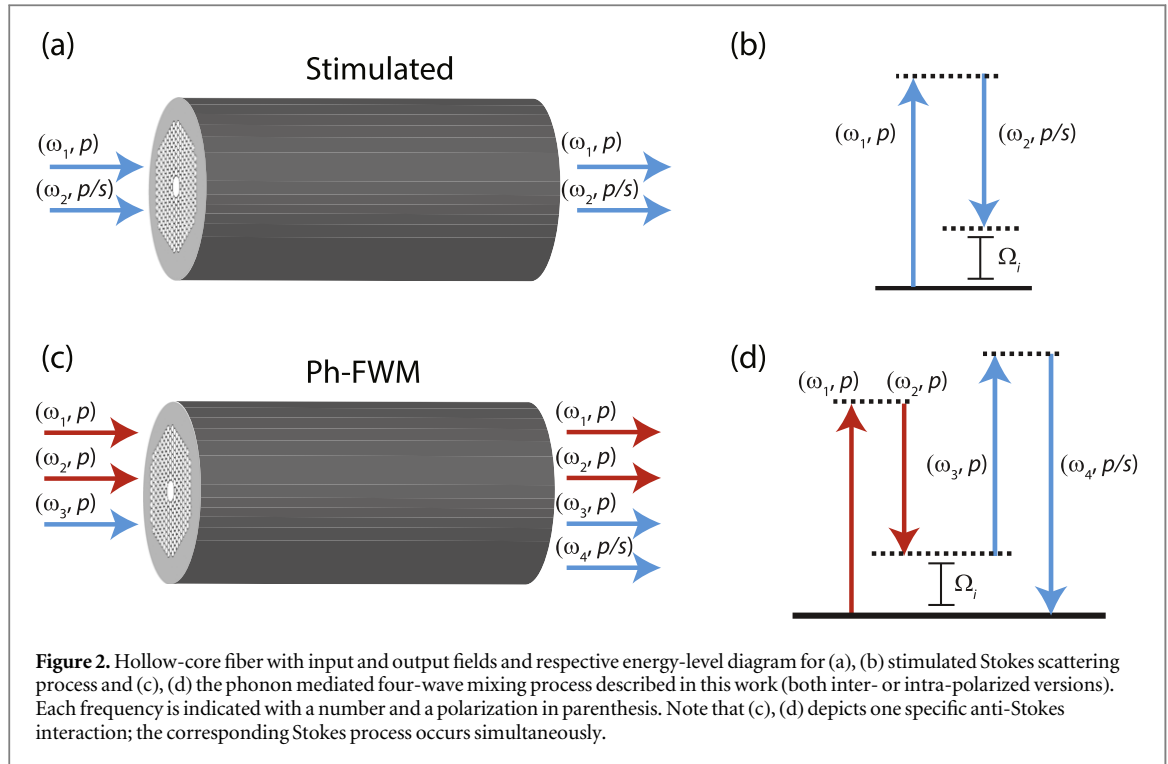 (a)
Stimulated
(ω₁, p)
(ω₂, p/s)
(ω₁, p)
(ω₂, p/s)
(b)
(ω₁, p)
(ω₂, p/s)
Ωᵢ
(c)
Ph-FWM
(ω₁, p)
(ω₂, p)
(ω₃, p)
(ω₁, p)
(ω₂, p)
(ω₃, p)
(ω₄, p/s)
(d)
(ω₁, p)
(ω₂, p)
(ω₃, p)
(ω₄, p/s)
Ωᵢ
Figure 2. Hollow-core fiber with input and output fields and respective energy-level diagram for (a), (b) stimulated Stokes scattering
process and (c), (d) the phonon mediated four-wave mixing process described in this work (both inter- or intra-polarized versions).
Each frequency is indicated with a number and a polarization in parenthesis. Note that (c), (d) depicts one specific anti-Stokes
interaction; the corresponding Stokes process occurs simultaneously.